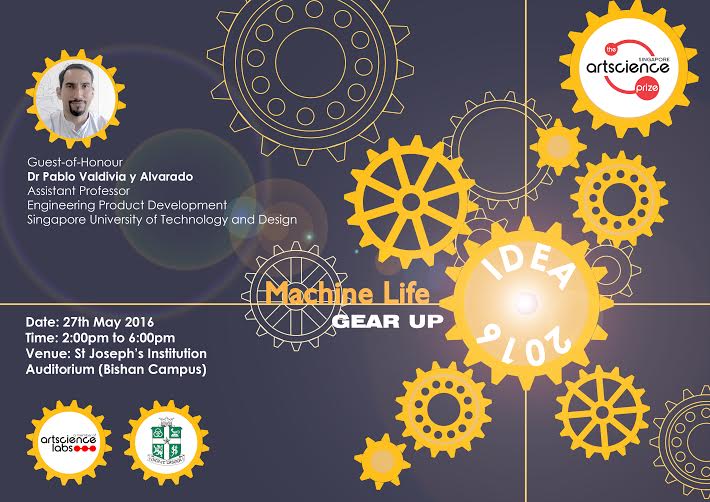 the
SINGAPORE
artscience
prize
Guest-of-Honour
Dr Pablo Valdivia y Alvarado
Assistant Professor
Engineering Product Development
Singapore University of Technology and Design
IDEA
2016
Machine Life
GEAR UP
Date: 27th May 2016
Time: 2:00pm to 6:00pm
Venue: St Joseph's Institution
Auditorium (Bishan Campus)
artscience
labs